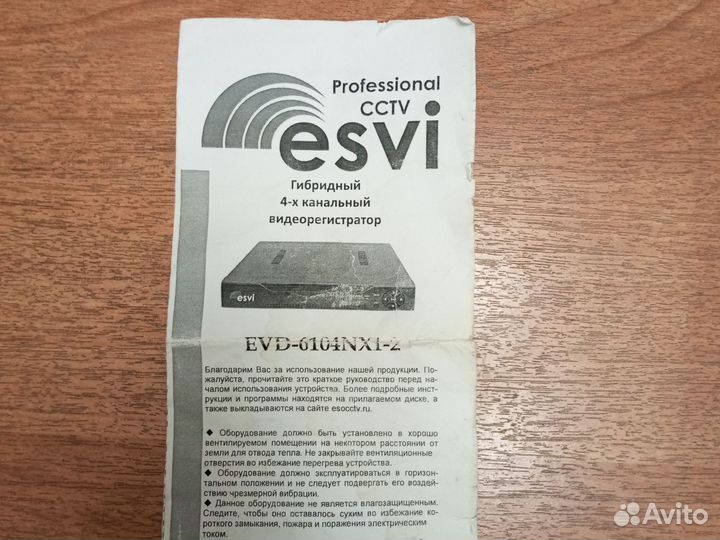 Professional
CCTV
esvi
Гибридный
4-х канальный
видеорегистратор
esvi
EVD-6104NX1-2
Благодарим Вас за использование нашей продукции. По-
жалуйста, прочитайте это краткое руководство перед на-
чалом использования устройства. Более подробные инст-
рукции и программы находятся на прилагаемом диске, а
также выкладываются на сайте esocctv.ru.
◆ Оборудование должно быть установлено в хорошо
вентилируемом помещении на некотором расстоянии от
земли для отвода тепла. Не закрывайте вентиляционные
отверстия во избежание перегрева устройства.
◆ Оборудование должно эксплуатироваться в горизон-
тальном положении и не следует подвергать его воздей-
ствию чрезмерной вибрации.
◆ Данное оборудование не является влагозащищенным.
Следите, чтобы оно оставалось сухим во избежание ко-
роткого замыкания, пожара и поражения электрическим
током.
Avito